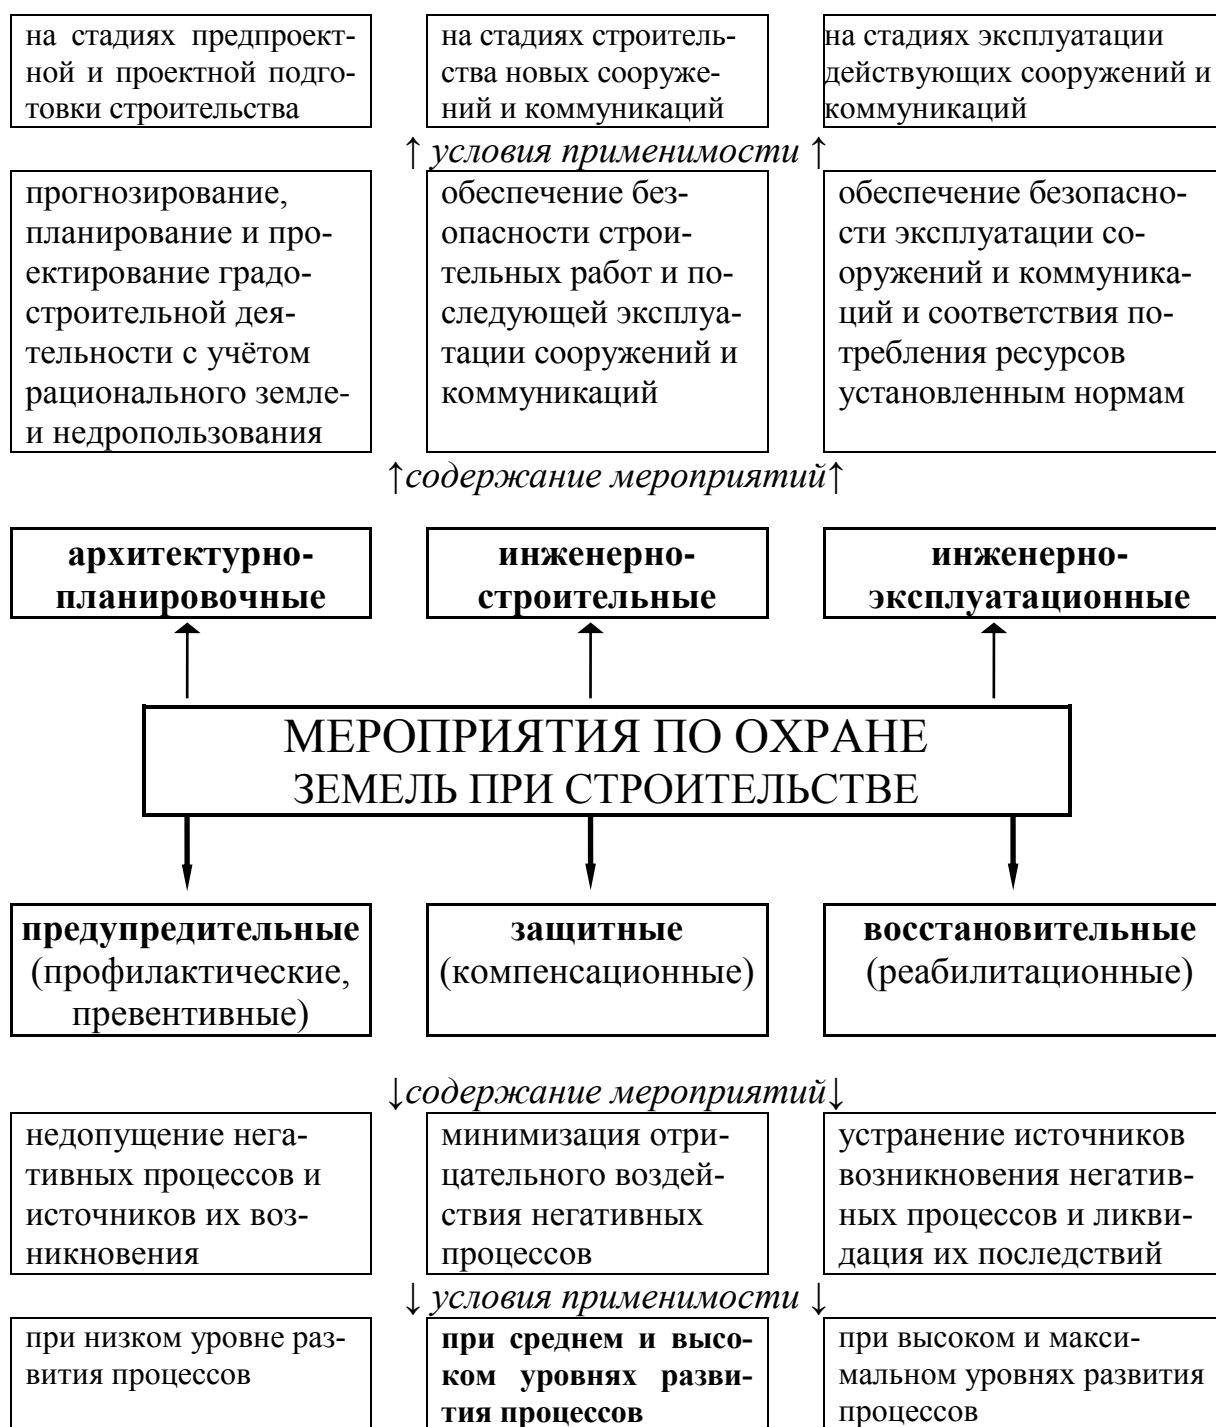 на стадиях предпроект-
ной и проектной подго-
товки строительства
на стадиях строитель-
ства новых сооруже-
ний и коммуникаций
на стадиях эксплуатации
действующих сооружений и
коммуникаций
↑ условия применимости ↑
прогнозирование,
планирование и про-
ектирование градо-
строительной дея-
тельности с учётом
рационального земле-
и недропользования
обеспечение без-
опасности строи-
тельных работ и по-
следующей эксплуа-
тации сооружений и
коммуникаций
обеспечение безопасно-
сти эксплуатации со-
оружений и коммуника-
ций и соответствия по-
требления ресурсов
установленным нормам
↑содержание мероприятий↑
архитектурно-
планировочные
инженерно-
строительные
инженерно-
эксплуатационные
МЕРОПРИЯТИЯ ПО ОХРАНЕ
ЗЕМЕЛЬ ПРИ СТРОИТЕЛЬСТВЕ
предупредительные
(профилактические,
превентивные)
защитные
(компенсационные)
восстановительные
(реабилитационные)
↓содержание мероприятий↓
недопущение нега-
тивных процессов и
источников их воз-
никновения
минимизация отри-
цательного воздей-
ствия негативных
процессов
устранение источников
возникновения негатив-
ных процессов и ликви-
дация их последствий
↓ условия применимости ↓
при низком уровне раз-
вития процессов
при среднем и высо-
ком уровнях разви-
тия процессов
при высоком и макси-
мальном уровнях развития
процессов